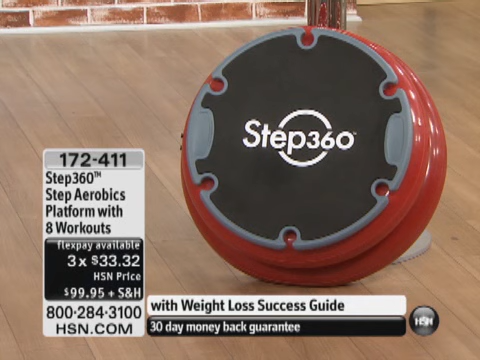 Step360™
172-411
Step360™
Step Aerobics
Platform with
8 Workouts
flexpay available
3 x $33.32
HSN Price
$99.95 + S&H
800-284-3100
HSN.COM
with Weight Loss Success Guide
30 day money back guarantee
HSN